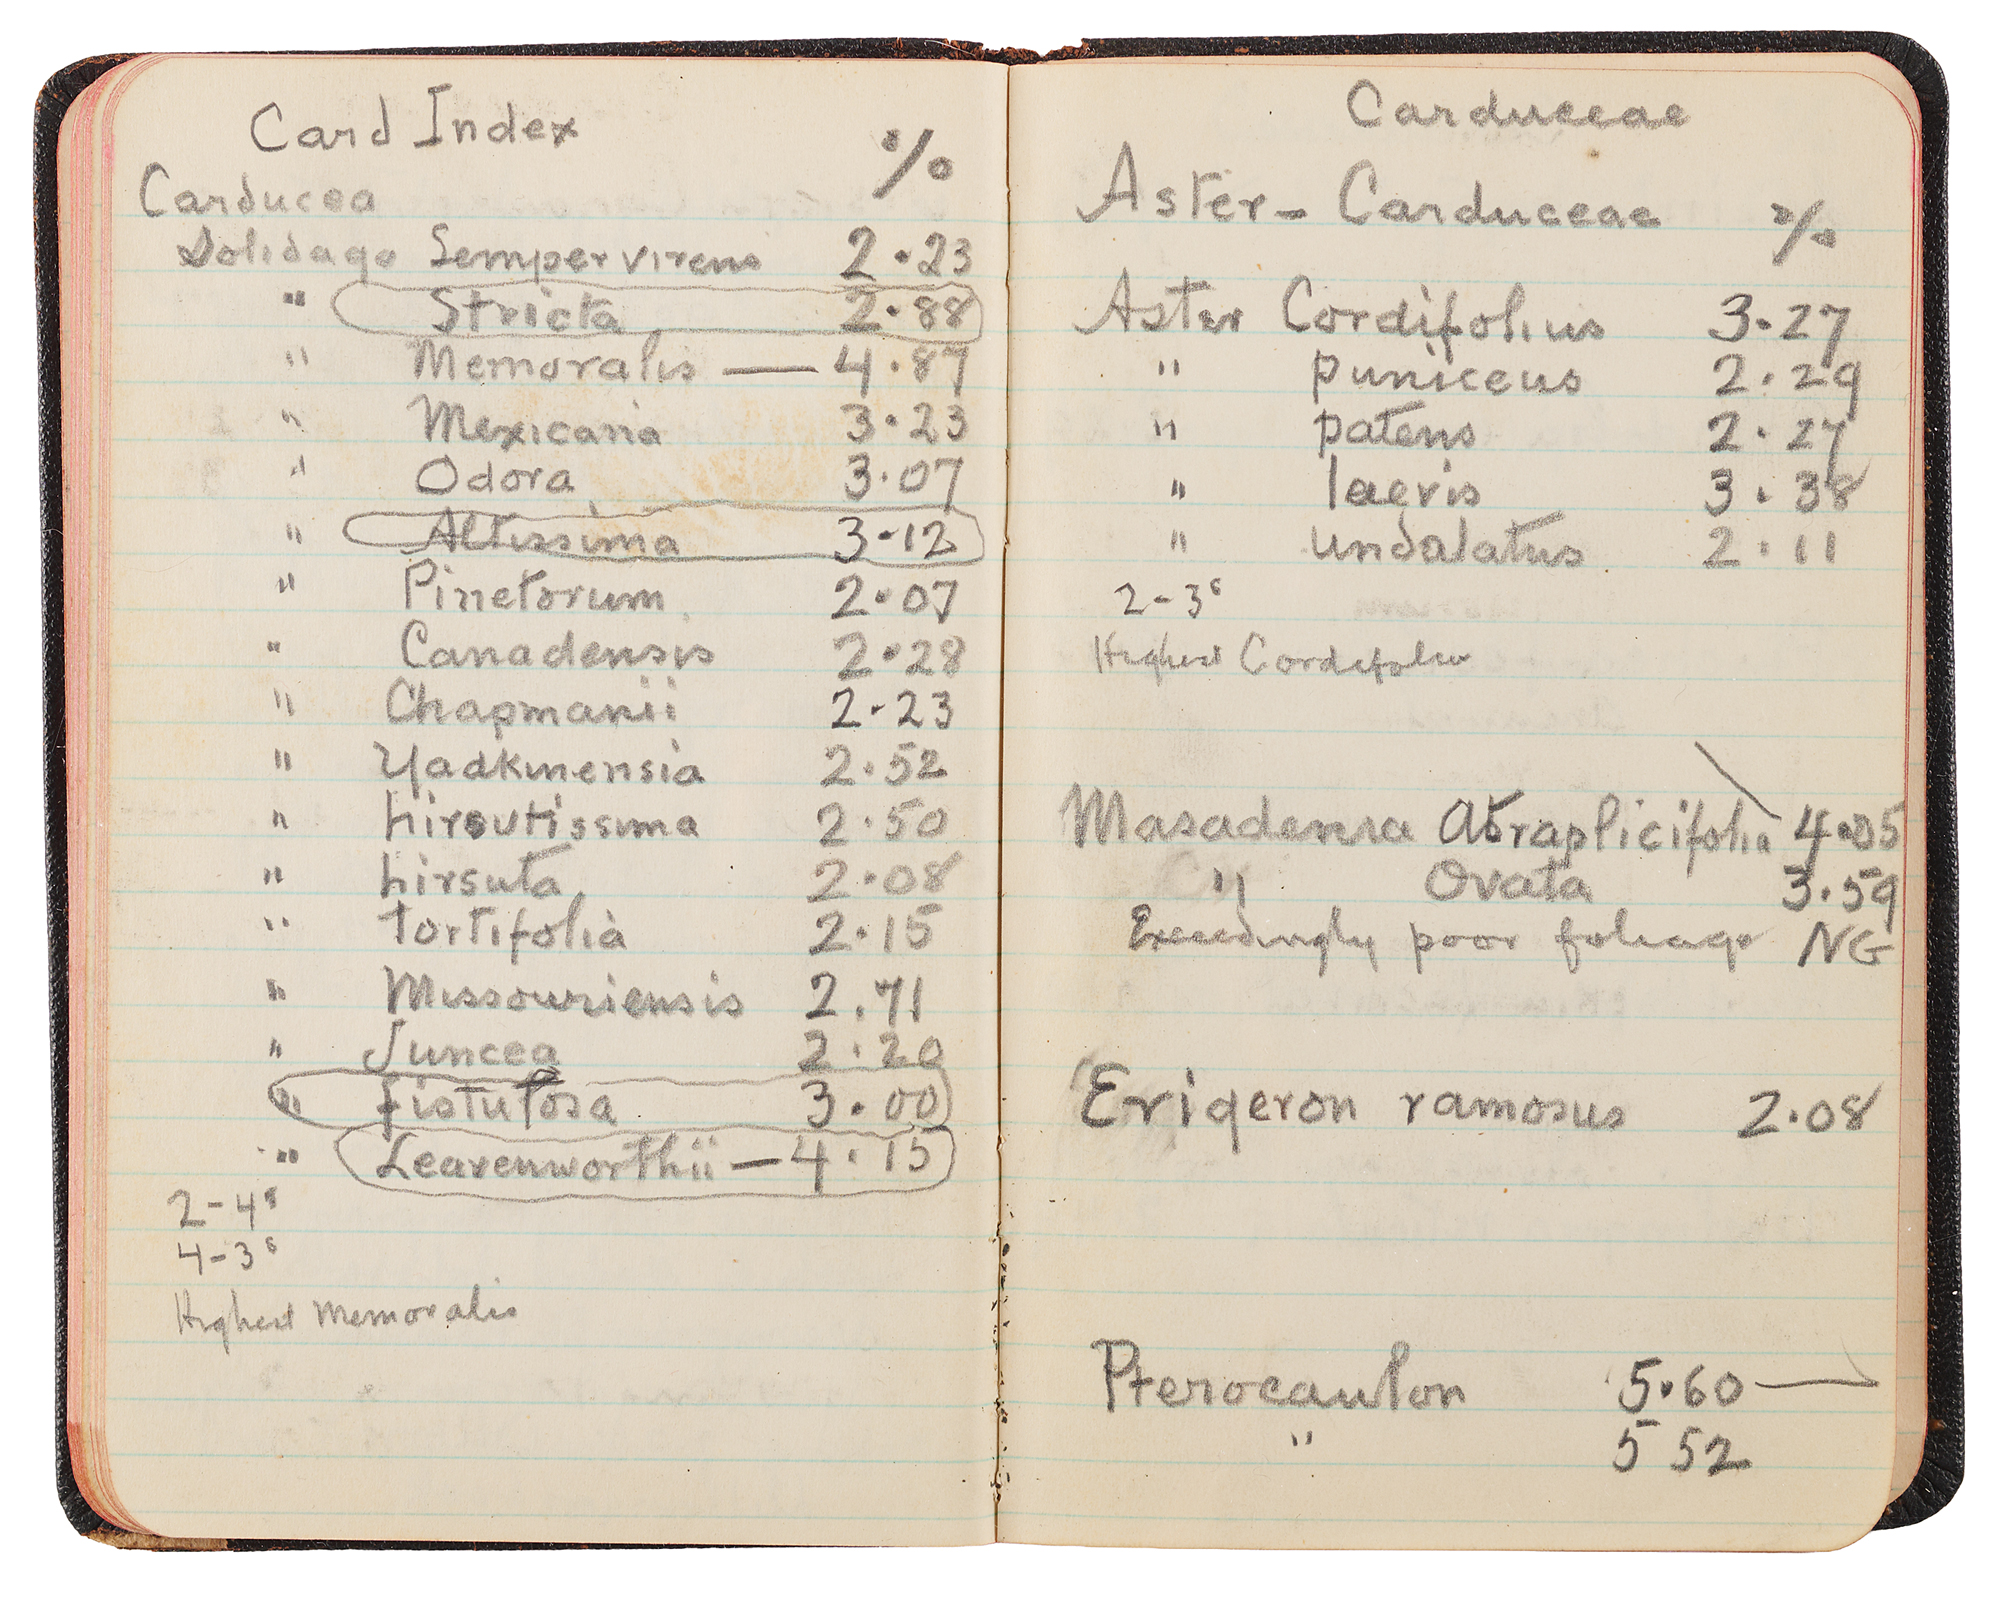 Card Index %
Carducea
Solidago Sempervirens 2.23
" Stricta 2.88
" Memoralis — 4.87
" Mexicana 3.23
" Odora 3.07
" Altissima 3.12
" Pinetorum 2.07
" Canadensis 2.28
" Chapmanii 2.23
" Yadkinensia 2.52
" hirsutissima 2.50
" hirsuta 2.08
" tortifolia 2.15
" Missouriensis 2.71
" Juncea 2.20
" fistulosa 3.00
" Leavenworthii — 4.15
2-4s
4-3s
Highest Memoralis
Carduceae
Aster - Carduceae %
Aster Cordifolius 3.27
" puniceus 2.29
" patens 2.27
" laevis 3.38
" undalatus 2.11
2-3s
Highest Cordifolia
Masadenia Atraplicifolia 4.05
" Ovata 3.59
Exceedingly poor foliage NG
Erigeron ramosus 2.08
Pterocaulon 5.60 —
" 5 52